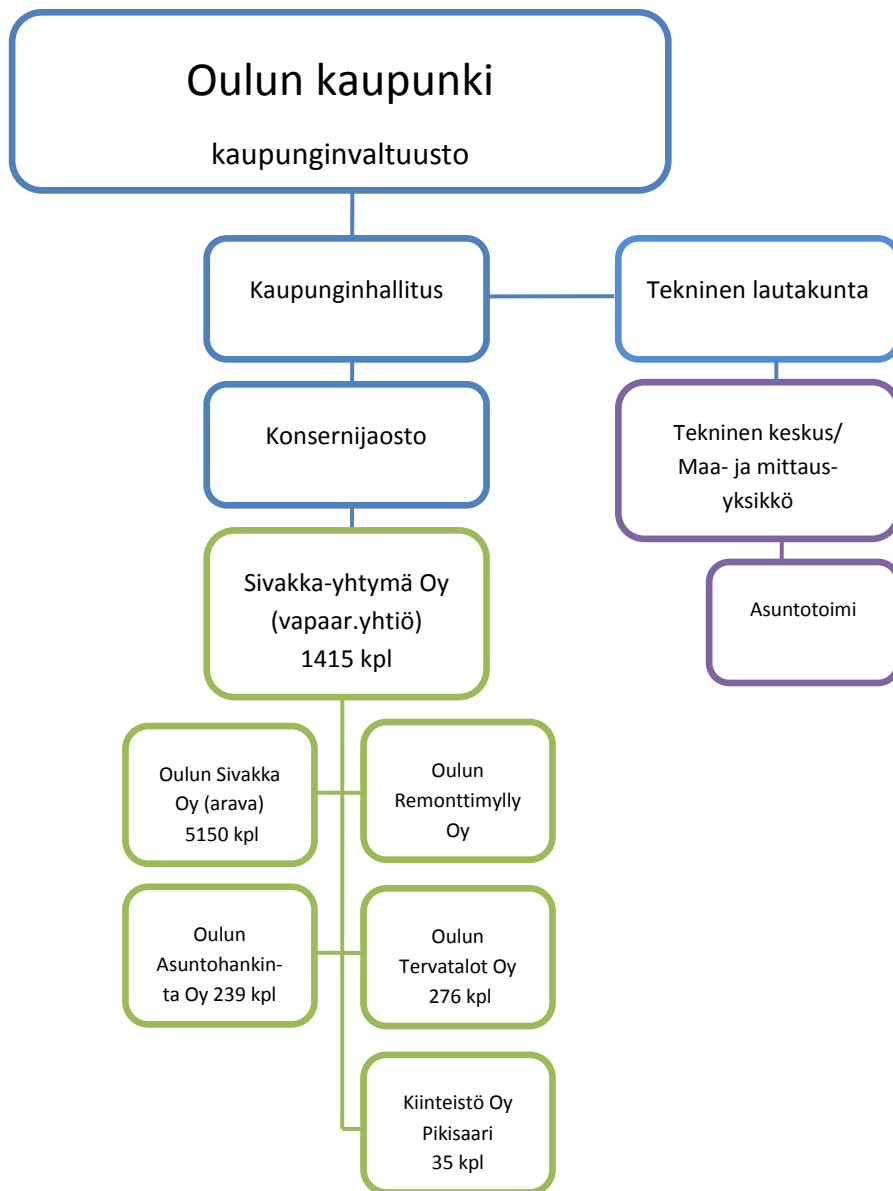 Oulun kaupunki
kaupunginvaltuusto
Kaupunginhallitus
Tekninen lautakunta
Konsernijaosto
Tekninen keskus/
Maa- ja mittaus-
yksikkö
Sivakka-yhtymä Oy
(vapaar.yhtiö)
1415 kpl
Asuntotoimi
Oulun Sivakka
Oy (arava)
5150 kpl
Oulun
Remonttimylly
Oy
Oulun
Asuntohankin-
ta Oy 239 kpl
Oulun
Tervatalot Oy
276 kpl
Kiinteistö Oy
Pikisaari
35 kpl